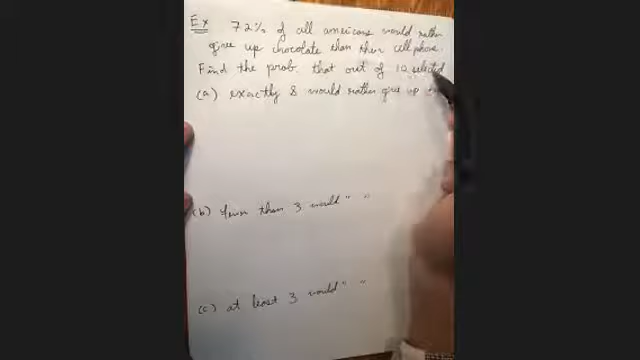 Ex 72% of all americans would rather
give up chocolate than their cell phone.
Find the prob. that out of 10 selected
(a) exactly 8 would rather give up
(b) fewer than 3 would " "
(c) at least 3 would " "